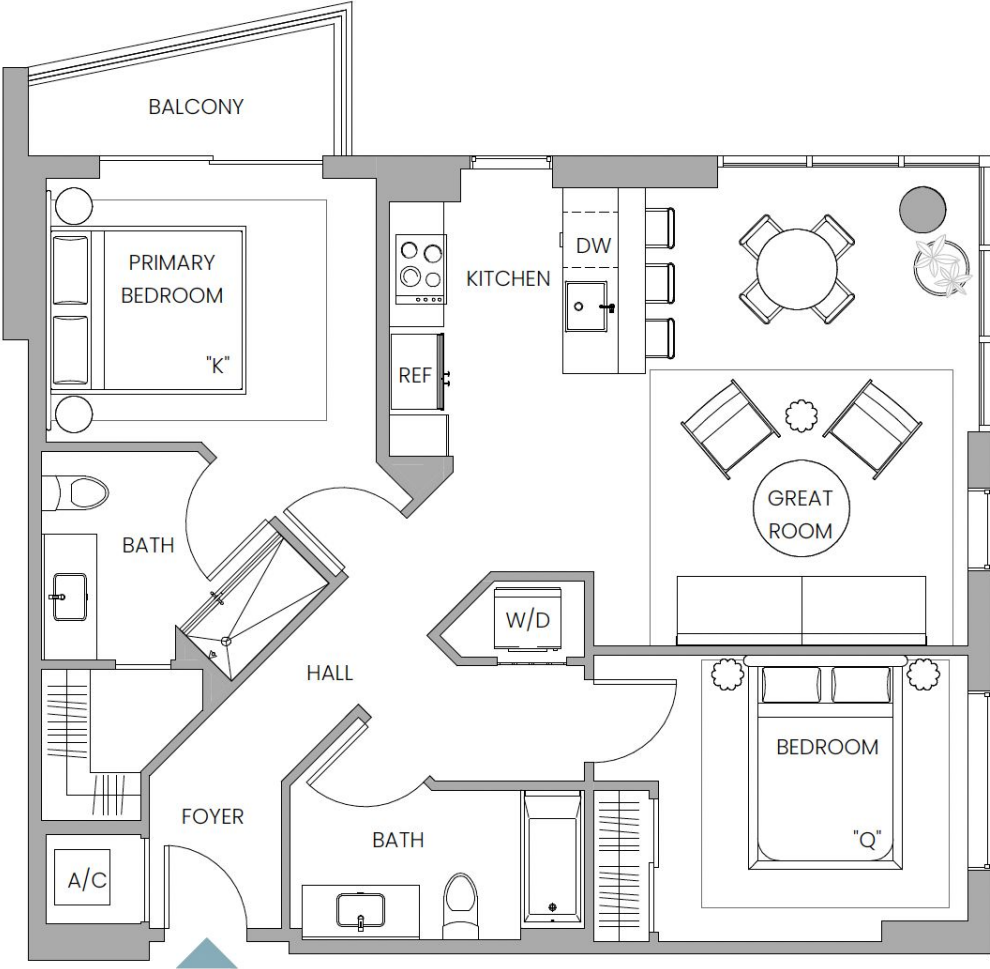 BALCONY
PRIMARY
BEDROOM
"K"
KITCHEN
DW
REF
GREAT
ROOM
BATH
W/D
HALL
BEDROOM
"Q"
FOYER
BATH
A/C